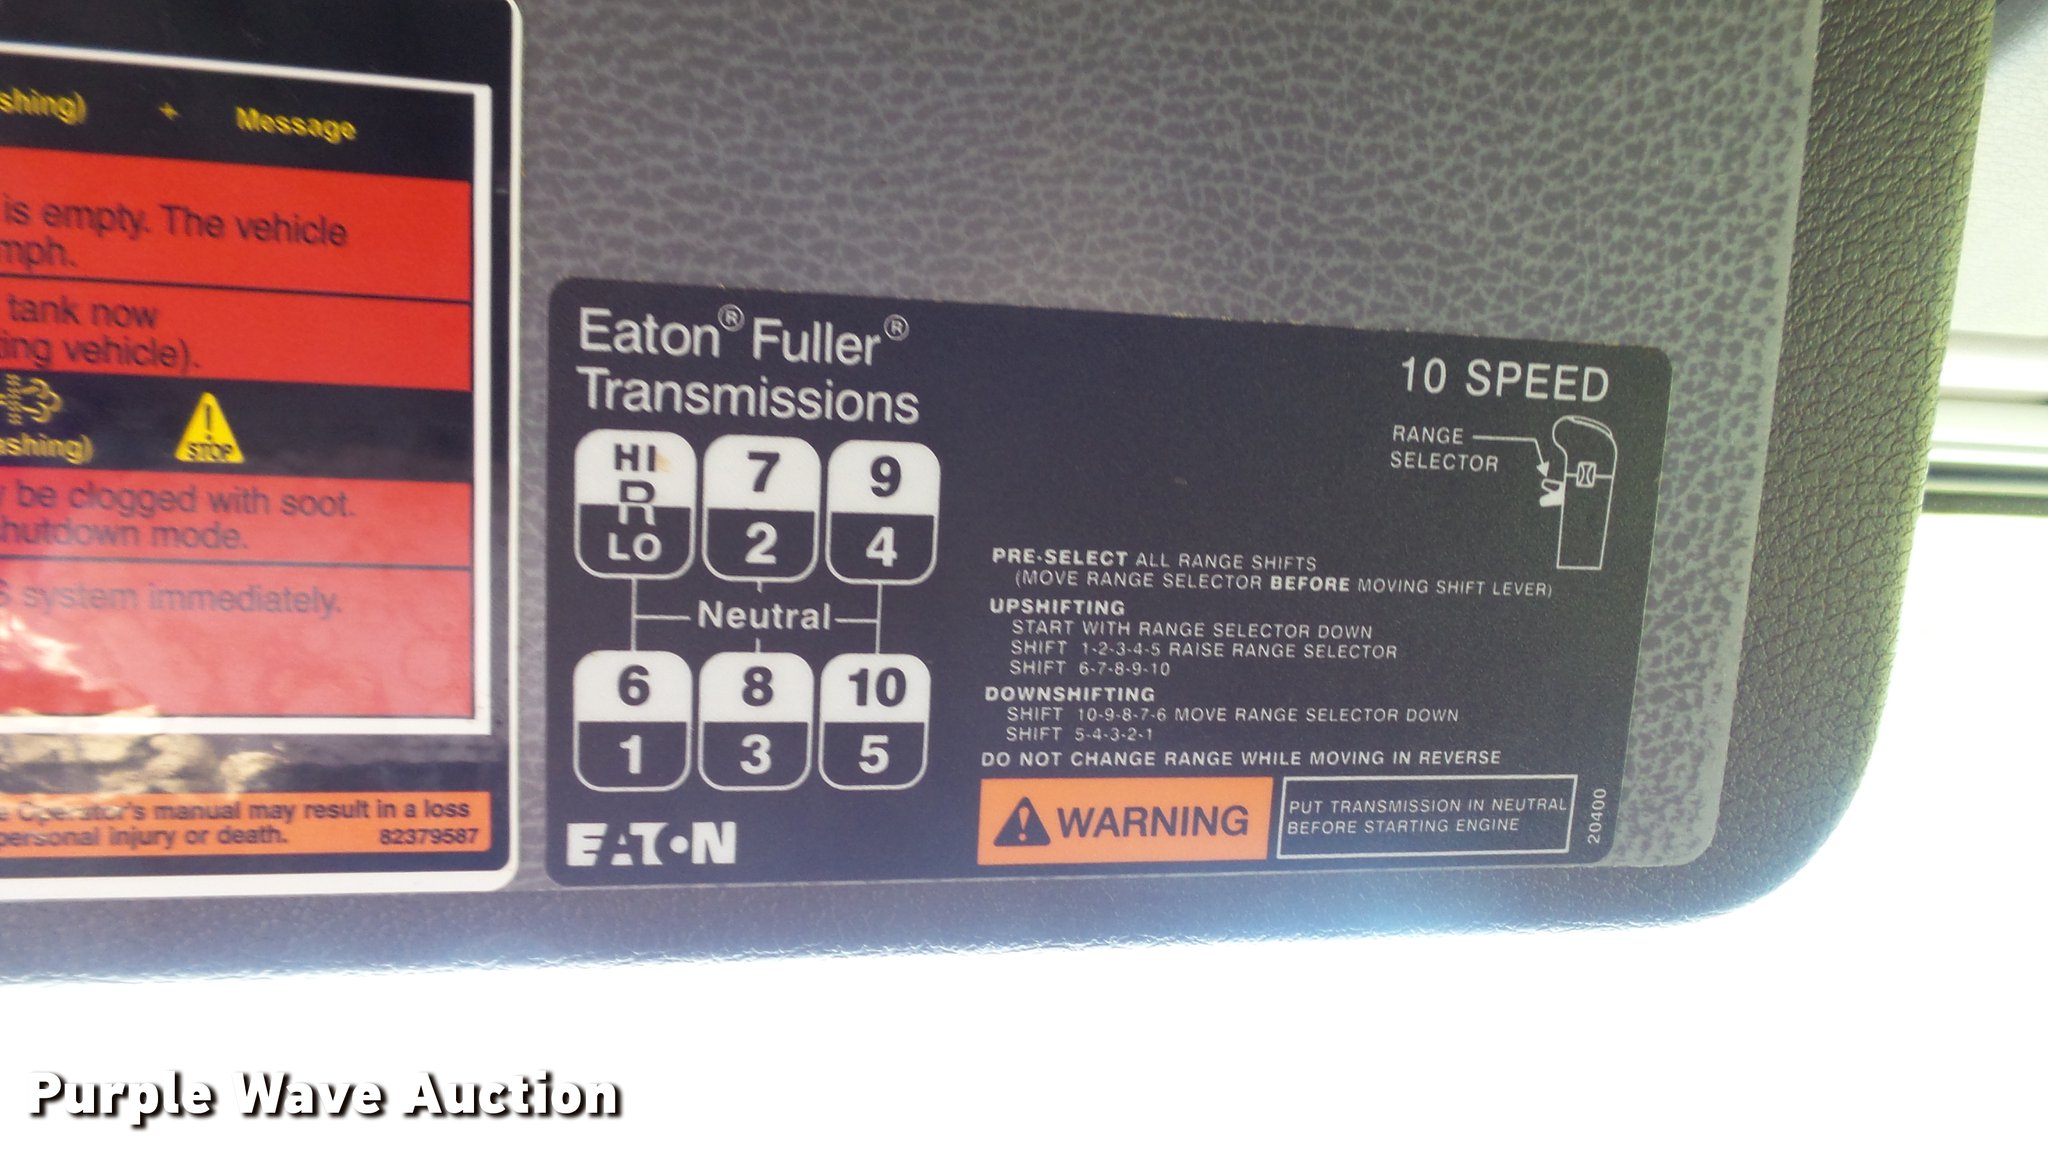 shing) + Message
is empty. The vehicle
mph.
tank now
ing vehicle).
ashing) STOP
be clogged with soot.
shutdown mode.
S system immediately.
Operator's manual may result in a loss
personal injury or death. 82379587
Eaton® Fuller®
Transmissions
10 SPEED
RANGE
SELECTOR
HI 7 9
R
LO 2 4
Neutral
6 8 10
1 3 5
PRE-SELECT ALL RANGE SHIFTS
(MOVE RANGE SELECTOR BEFORE MOVING SHIFT LEVER)
UPSHIFTING
START WITH RANGE SELECTOR DOWN
SHIFT 1-2-3-4-5 RAISE RANGE SELECTOR
SHIFT 6-7-8-9-10
DOWNSHIFTING
SHIFT 10-9-8-7-6 MOVE RANGE SELECTOR DOWN
SHIFT 5-4-3-2-1
DO NOT CHANGE RANGE WHILE MOVING IN REVERSE
WARNING
PUT TRANSMISSION IN NEUTRAL
BEFORE STARTING ENGINE
20400
EATON
Purple Wave Auction